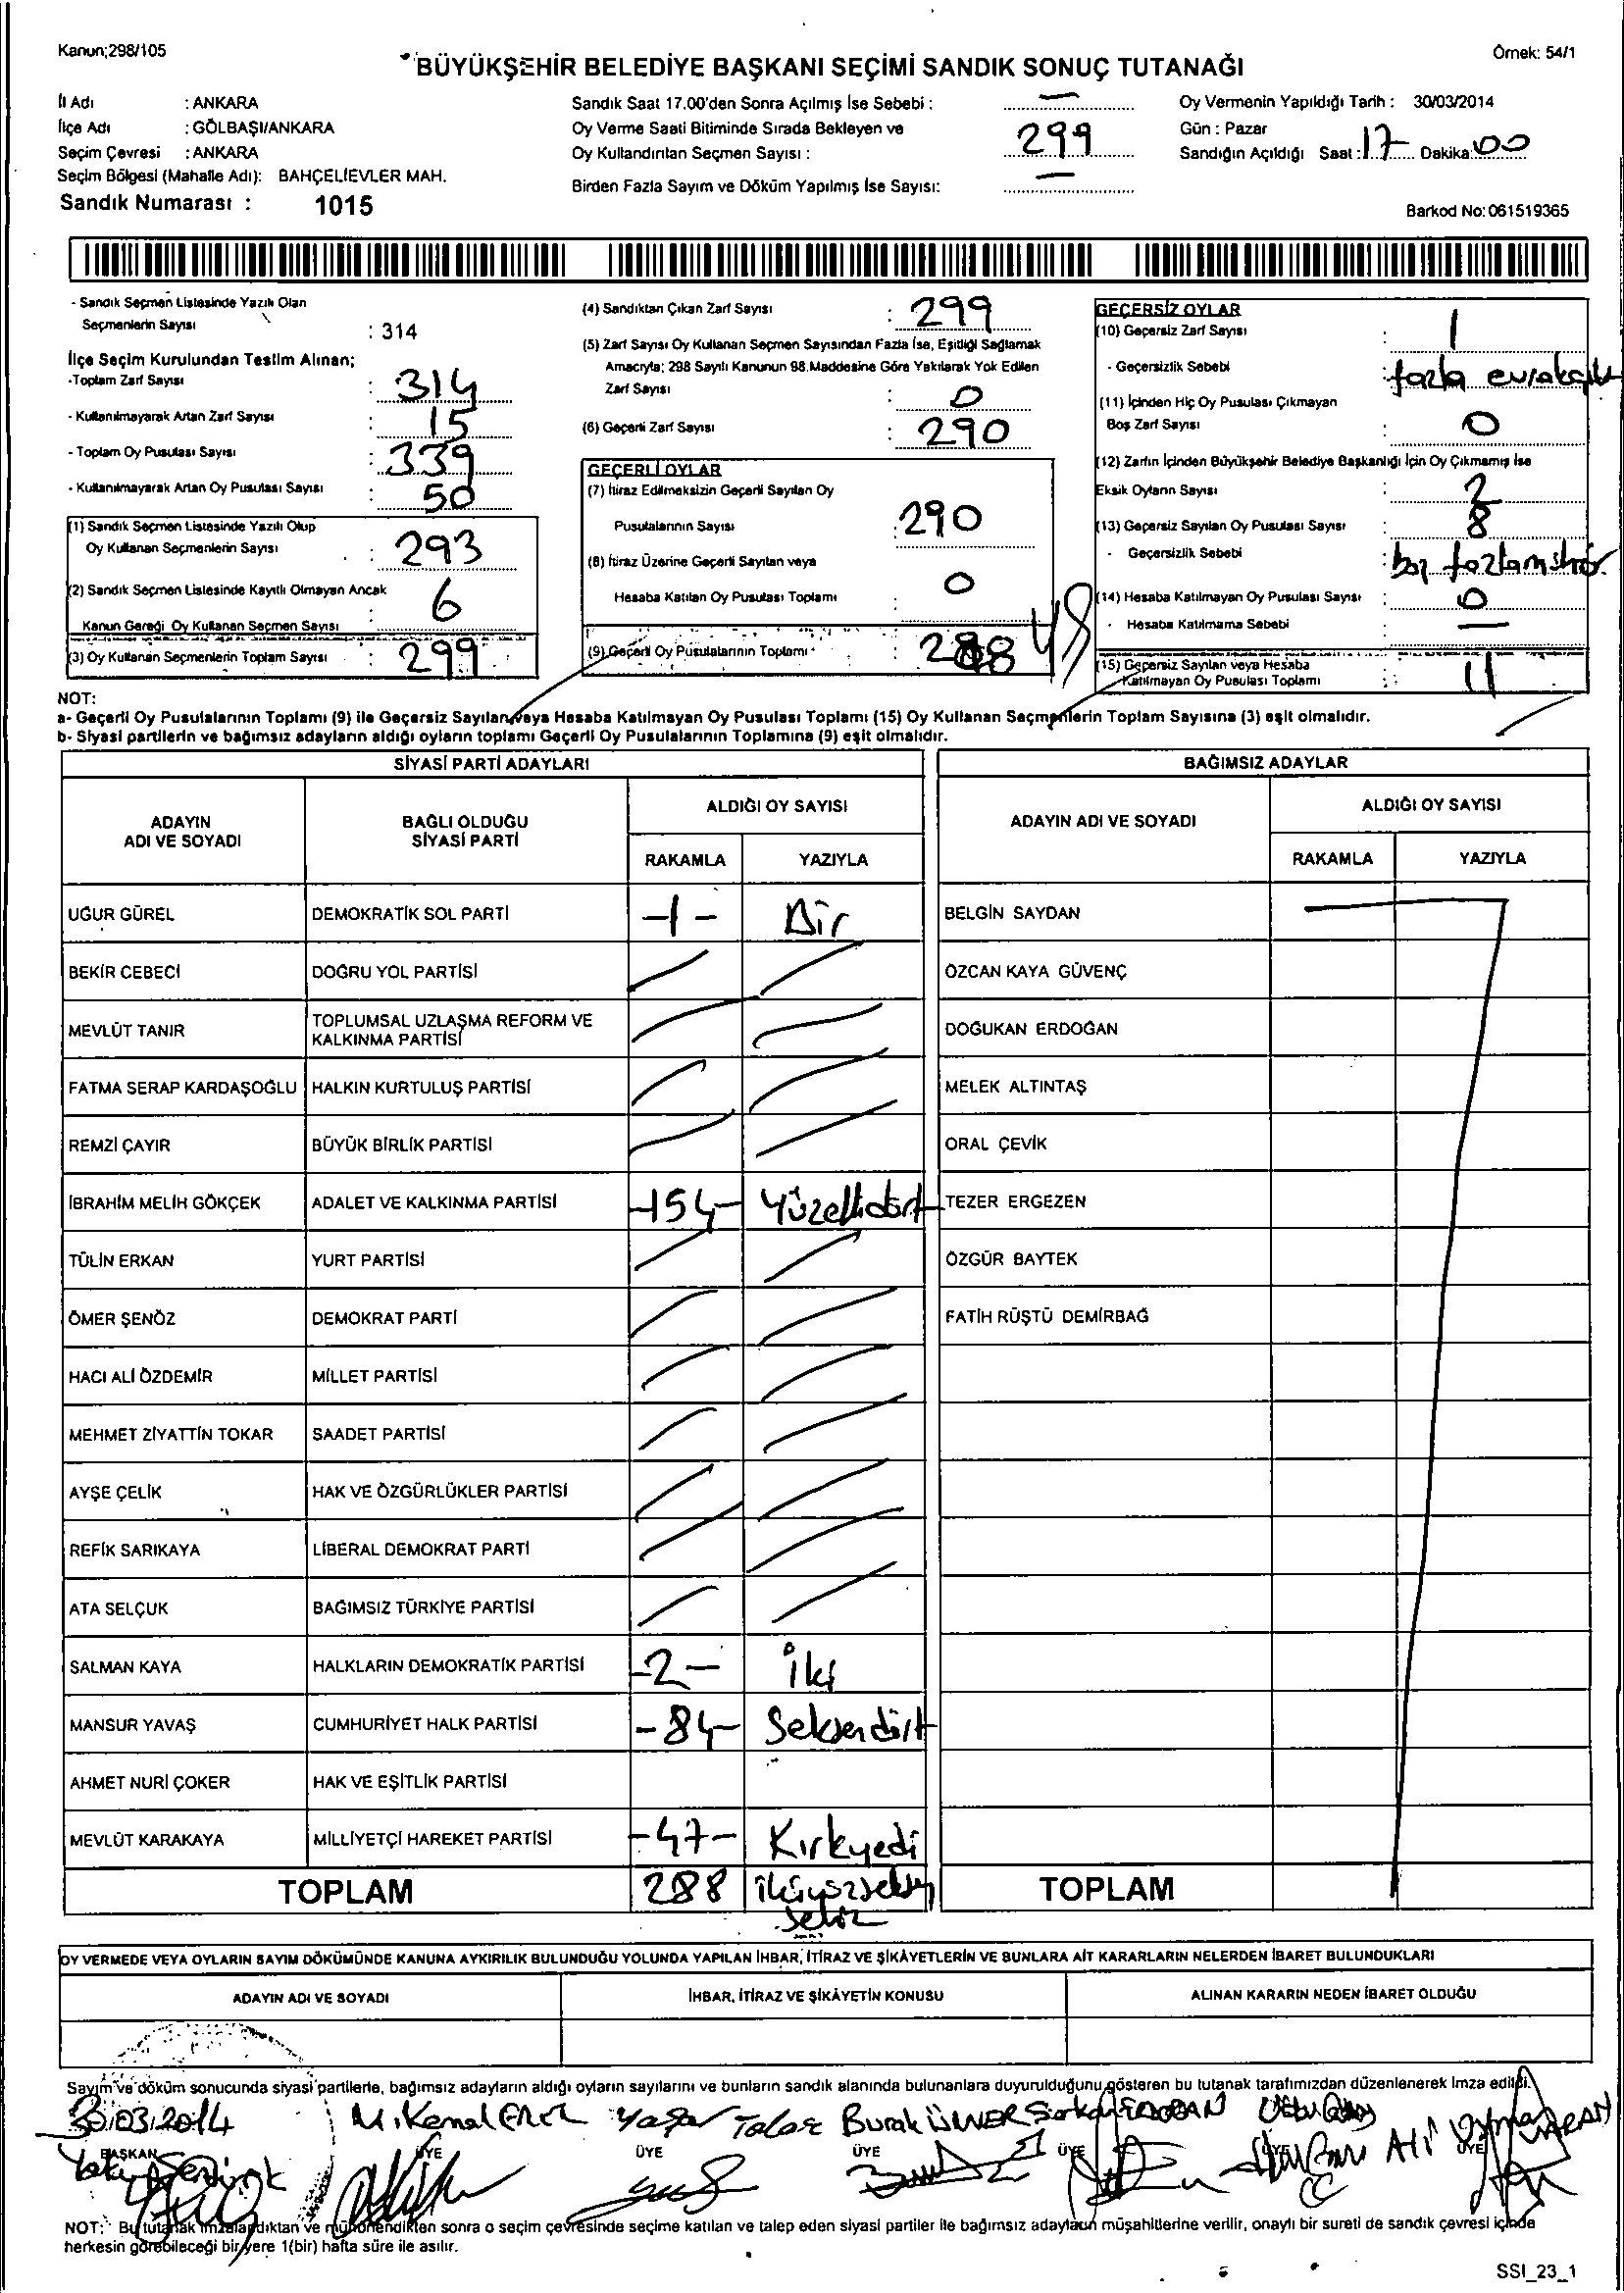 Kanun;298/105
Örnek: 54/1
BÜYÜKŞEHİR BELEDİYE BAŞKANI SEÇİMİ SANDIK SONUÇ TUTANAĞI
İl Adı : ANKARA
İlçe Adı : GÖLBAŞI/ANKARA
Seçim Çevresi : ANKARA
Seçim Bölgesi (Mahalle Adı): BAHÇELİEVLER MAH.
Sandık Numarası : 1015
Sandık Saat 17.00'den Sonra Açılmış İse Sebebi : —
Oy Verme Saati Bitiminde Sırada Bekleyen ve
Oy Kullandırılan Seçmen Sayısı : 299
Birden Fazla Sayım ve Döküm Yapılmış İse Sayısı: —
Oy Vermenin Yapıldığı Tarih : 30/03/2014
Gün : Pazar
Sandığın Açıldığı Saat : 17 Dakika: 00
Barkod No: 061519365
- Sandık Seçmen Listesinde Yazılı Olan
Seçmenlerin Sayısı : 314
İlçe Seçim Kurulundan Teslim Alınan;
-Toplam Zarf Sayısı : 314
- Kullanılmayarak Artan Zarf Sayısı : 15
- Toplam Oy Pusulası Sayısı : 339
- Kullanılmayarak Artan Oy Pusulası Sayısı : 50
(1) Sandık Seçmen Listesinde Yazılı Olup
Oy Kullanan Seçmenlerin Sayısı : 293
(2) Sandık Seçmen Listesinde Kayıtlı Olmayan Ancak
Kanun Gereği Oy Kullanan Seçmen Sayısı : 6
(3) Oy Kullanan Seçmenlerin Toplam Sayısı : 299
(4) Sandıktan Çıkan Zarf Sayısı : 299
(5) Zarf Sayısı Oy Kullanan Seçmen Sayısından Fazla İse, Eşitliği Sağlamak
Amacıyla; 298 Sayılı Kanunun 98.Maddesine Göre Yakılarak Yok Edilen
Zarf Sayısı : 0
(6) Geçerli Zarf Sayısı : 290
GEÇERLİ OYLAR
(7) İtiraz Edilmeksizin Geçerli Sayılan Oy
Pusulalarının Sayısı : 290
(8) İtiraz Üzerine Geçerli Sayılan veya
Hesaba Katılan Oy Pusulası Toplamı : 0
(9) Geçerli Oy Pusulalarının Toplamı : 288
GEÇERSİZ OYLAR
(10) Geçersiz Zarf Sayısı : 1
- Geçersizlik Sebebi : fazla
(11) İçinden Hiç Oy Pusulası Çıkmayan
Boş Zarf Sayısı : 0
(12) Zarfın İçinden Büyükşehir Belediye Başkanlığı İçin Oy Çıkmamış İse
Eksik Oyların Sayısı : 2
(13) Geçersiz Sayılan Oy Pusulası Sayısı : 8
- Geçersizlik Sebebi :
(14) Hesaba Katılmayan Oy Pusulası Sayısı : 0
- Hesaba Katılmama Sebebi : —
(15) Geçersiz Sayılan veya Hesaba
Katılmayan Oy Pusulası Toplamı : 11
NOT:
a- Geçerli Oy Pusulalarının Toplamı (9) ile Geçersiz Sayılan veya Hesaba Katılmayan Oy Pusulası Toplamı (15) Oy Kullanan Seçmenlerin Toplam Sayısına (3) eşit olmalıdır.
b- Siyasi partilerin ve bağımsız adayların aldığı oyların toplamı Geçerli Oy Pusulalarının Toplamına (9) eşit olmalıdır.
SİYASİ PARTİ ADAYLARI
ADAYIN ADI VE SOYADI
BAĞLI OLDUĞU SİYASİ PARTİ
ALDIĞI OY SAYISI
RAKAMLA YAZIYLA
UĞUR GÜREL DEMOKRATİK SOL PARTİ -1- Bir
BEKİR CEBECİ DOĞRU YOL PARTİSİ
MEVLÜT TANIR TOPLUMSAL UZLAŞMA REFORM VE KALKINMA PARTİSİ
FATMA SERAP KARDAŞOĞLU HALKIN KURTULUŞ PARTİSİ
REMZİ ÇAYIR BÜYÜK BİRLİK PARTİSİ
İBRAHİM MELİH GÖKÇEK ADALET VE KALKINMA PARTİSİ -154- Yüzellidört
TÜLİN ERKAN YURT PARTİSİ
ÖMER ŞENÖZ DEMOKRAT PARTİ
HACI ALİ ÖZDEMİR MİLLET PARTİSİ
MEHMET ZİYATTİN TOKAR SAADET PARTİSİ
AYŞE ÇELİK HAK VE ÖZGÜRLÜKLER PARTİSİ
REFİK SARIKAYA LİBERAL DEMOKRAT PARTİ
ATA SELÇUK BAĞIMSIZ TÜRKİYE PARTİSİ
SALMAN KAYA HALKLARIN DEMOKRATİK PARTİSİ -2- İki
MANSUR YAVAŞ CUMHURİYET HALK PARTİSİ -84- Seksendört
AHMET NURİ ÇOKER HAK VE EŞİTLİK PARTİSİ
MEVLÜT KARAKAYA MİLLİYETÇİ HAREKET PARTİSİ -47- Kırkyedi
TOPLAM 288 ikiyüzseksen sekiz
BAĞIMSIZ ADAYLAR
ADAYIN ADI VE SOYADI
ALDIĞI OY SAYISI
RAKAMLA YAZIYLA
BELGİN SAYDAN
ÖZCAN KAYA GÜVENÇ
DOĞUKAN ERDOĞAN
MELEK ALTINTAŞ
ORAL ÇEVİK
TEZER ERGEZEN
ÖZGÜR BAYTEK
FATİH RÜŞTÜ DEMİRBAĞ
TOPLAM
OY VERMEDE VEYA OYLARIN SAYIM DÖKÜMÜNDE KANUNA AYKIRILIK BULUNDUĞU YOLUNDA YAPILAN İHBAR, İTİRAZ VE ŞİKÂYETLERİN VE BUNLARA AİT KARARLARIN NELERDEN İBARET BULUNDUKLARI
ADAYIN ADI VE SOYADI
İHBAR, İTİRAZ VE ŞİKÂYETİN KONUSU
ALINAN KARARIN NEDEN İBARET OLDUĞU
Sayım ve döküm sonucunda siyasi partilerle, bağımsız adayların aldığı oyların sayılarını ve bunların sandık alanında bulunanlara duyurulduğunu gösteren bu tutanak tarafımızdan düzenlenerek imza edildi.
30.03.2014 M. Kemal Yaşar Burak ÜNVER
BAŞKAN ÜYE ÜYE ÜYE ÜYE ÜYE ÜYE
NOT: Bu tutanak imzalandıktan ve mühürlendikten sonra o seçim çevresinde seçime katılan ve talep eden siyasi partiler ile bağımsız adayların müşahitlerine verilir, onaylı bir sureti de sandık çevresi içinde
herkesin görebileceği bir yere 1(bir) hafta süre ile asılır.
SSI_23_1